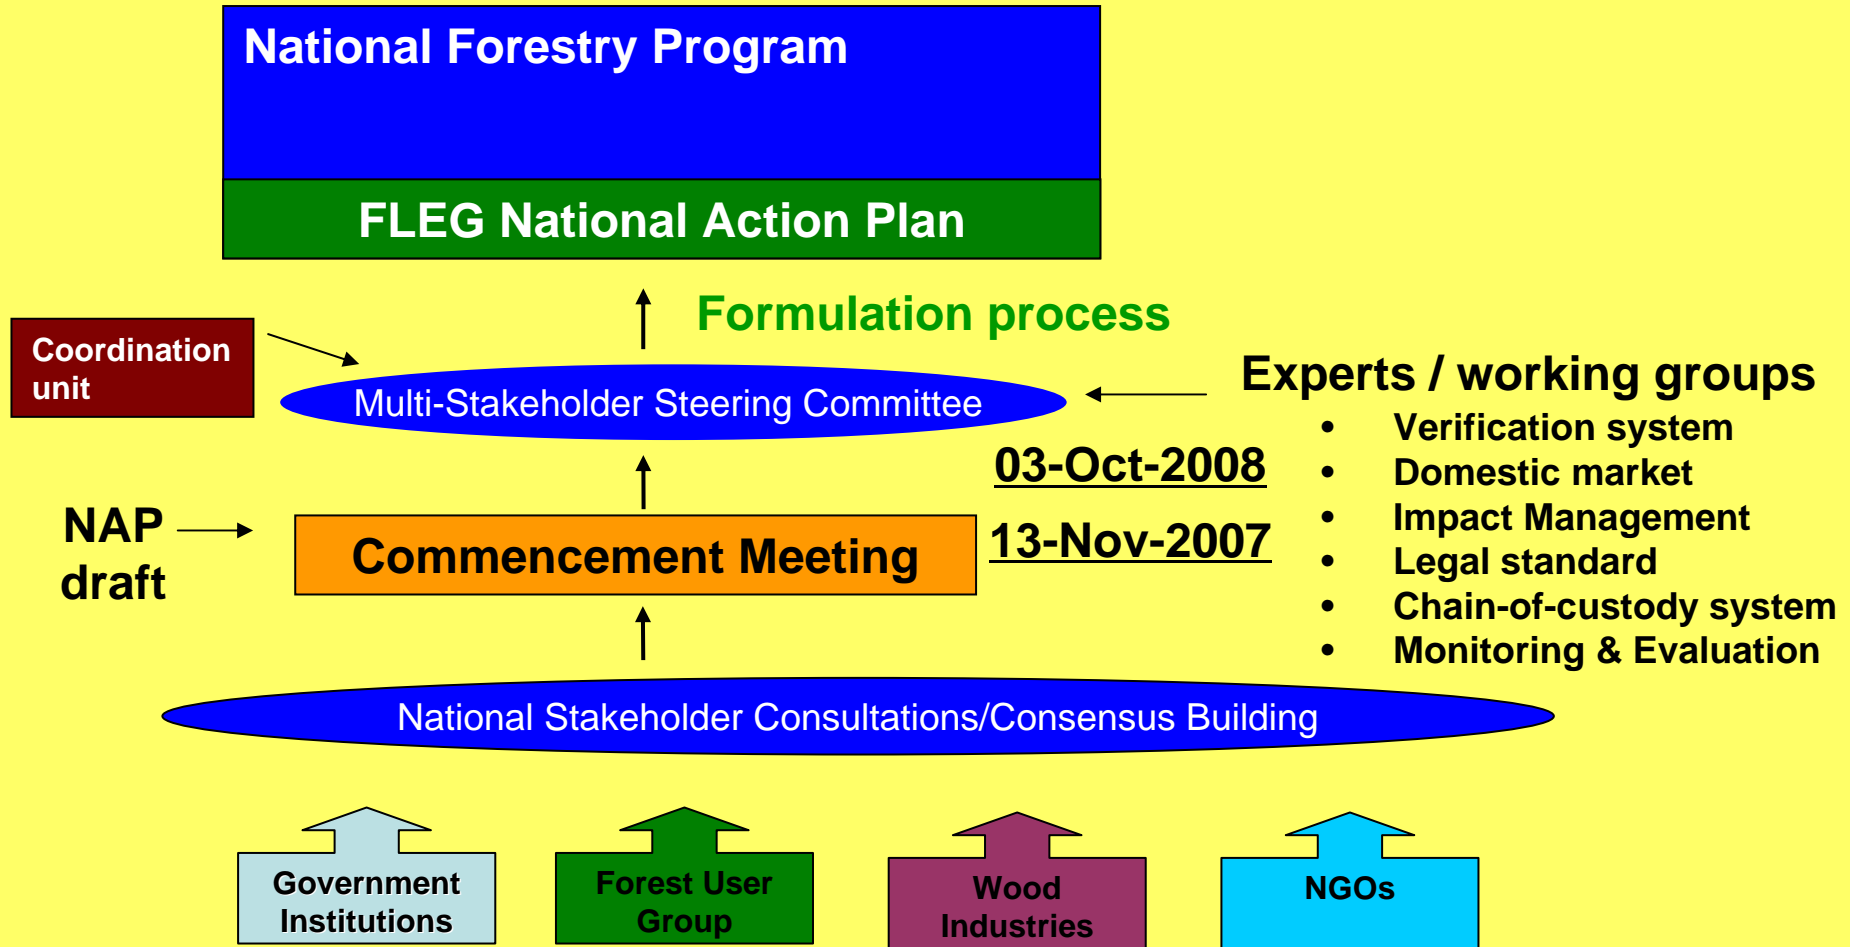 National Forestry Program
FLEG National Action Plan
Formulation process
Coordination
unit
Multi-Stakeholder Steering Committee
Experts / working groups
• Verification system
• Domestic market
• Impact Management
• Legal standard
• Chain-of-custody system
• Monitoring & Evaluation
03-Oct-2008
NAP
draft
Commencement Meeting
13-Nov-2007
National Stakeholder Consultations/Consensus Building
Government
Institutions
Forest User
Group
Wood
Industries
NGOs